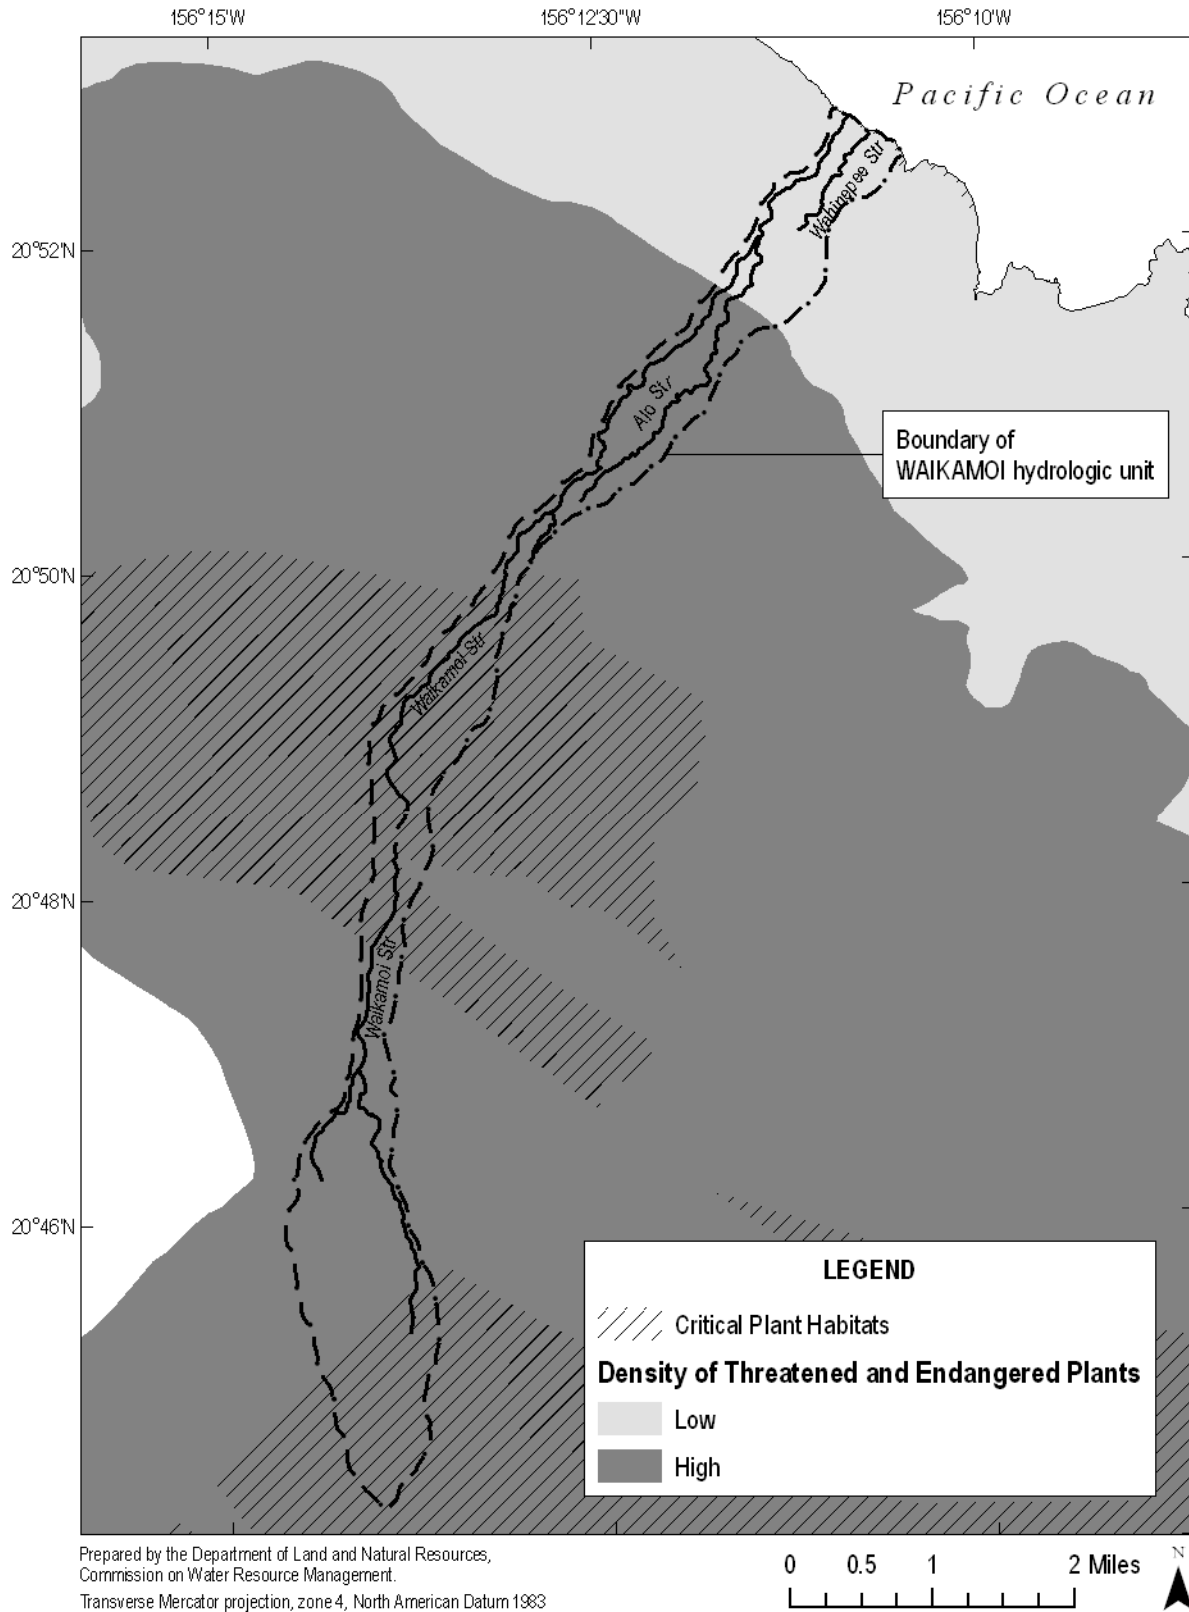 156°15'W
156°12'30"W
156°10'W
Pacific Ocean
Wahinepee Str
20°52'N
Alo Str
Boundary of
WAIKAMOI hydrologic unit
20°50'N
Waikamoi Str
20°48'N
Waikamoi Str
20°46'N
LEGEND
Critical Plant Habitats
Density of Threatened and Endangered Plants
Low
High
Prepared by the Department of Land and Natural Resources,
Commission on Water Resource Management.
Transverse Mercator projection, zone 4, North American Datum 1983
0 0.5 1 2 Miles
N